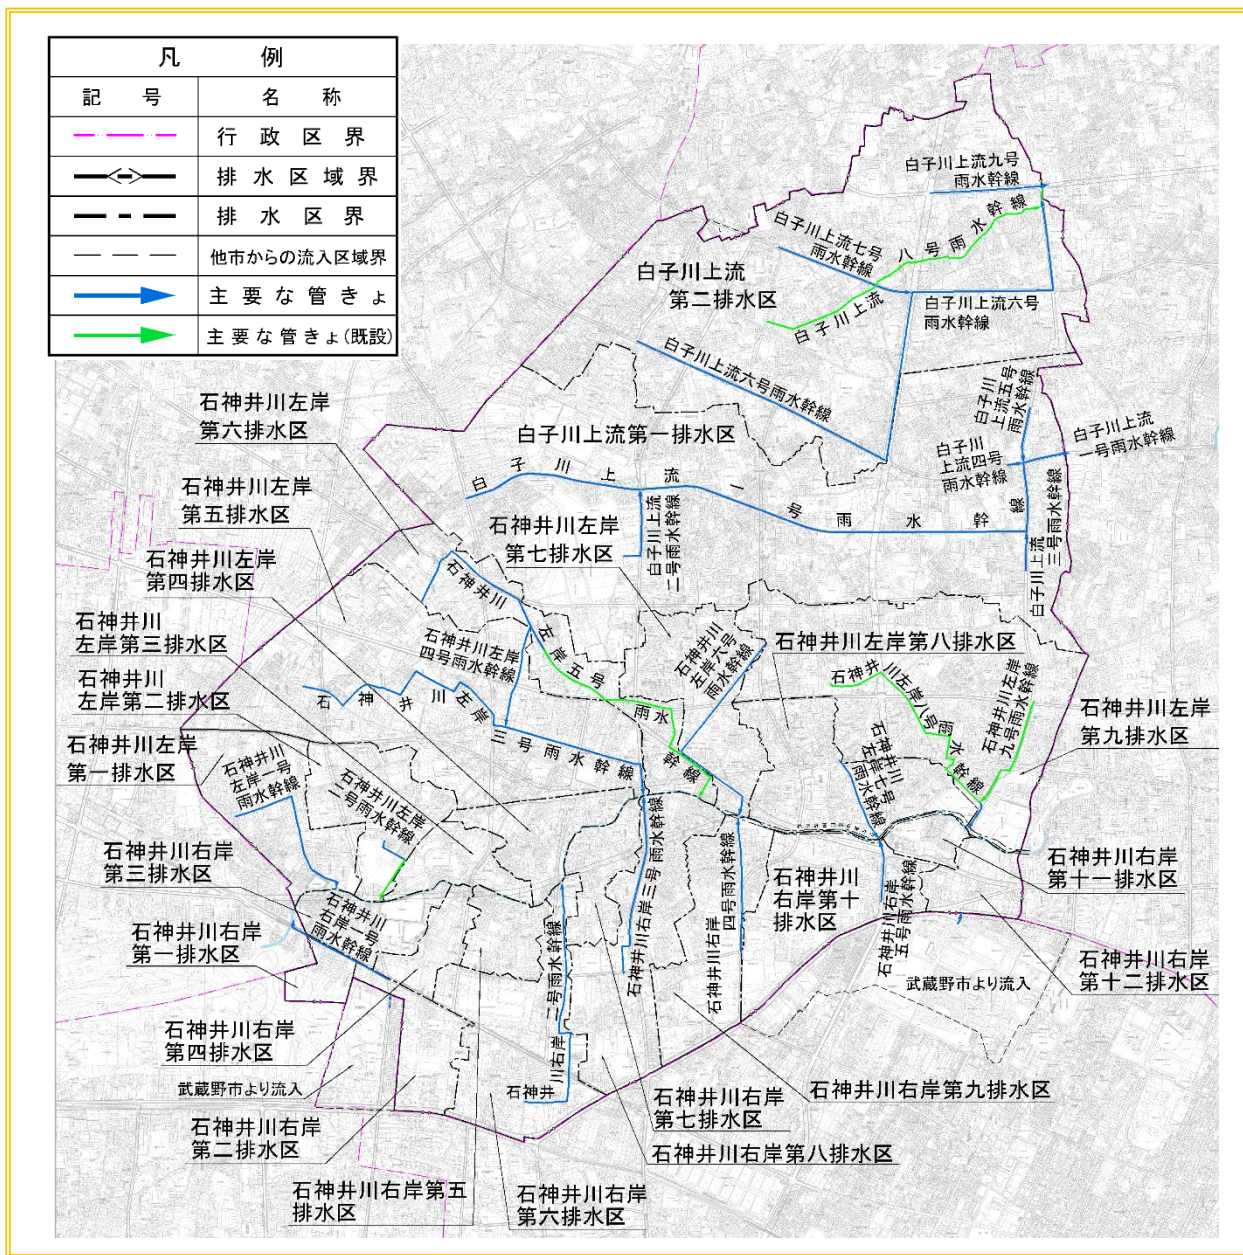 凡 例
記 号 名 称
行 政 区 界
排 水 区 域 界
排 水 区 界
他市からの流入区域界
主 要 な 管 き ょ
主 要 な 管 き ょ(既設)
白子川上流九号
雨水幹線
白子川上流七号
雨水幹線
白子川上流
八号雨水幹線
白子川上流
第二排水区
白子川上流六号
雨水幹線
白子川上流六号雨水幹線
白子川
上流五号
雨水幹線
白子川上流
一号雨水幹線
白子川
上流四号
雨水幹線
白子川上流
三号雨水幹線
白子川上流第一排水区
白子川上流一号雨水幹線
白子川上流
二号雨水幹線
石神井川左岸
第六排水区
石神井川左岸
第五排水区
石神井川左岸
第四排水区
石神井川
左岸第三排水区
石神井川
左岸第二排水区
石神井川左岸
第一排水区
石神井川左岸
第七排水区
石神井川
左岸五号
雨水
幹線
石神井川左岸
四号雨水幹線
石神井川左岸
三号雨水幹線
石神井川
左岸六号
雨水幹線
石神井川左岸第八排水区
石神井
川左岸八号
雨水幹線
石神井川左岸
九号雨水幹線
石神井川左岸
第九排水区
石神井川
左岸七号
雨水幹線
石神井川
左岸一号
雨水幹線
石神井川左岸
二号雨水幹線
石神井川右岸
第三排水区
石神井川
右岸一号
雨水幹線
石神井川右岸
第一排水区
石神井川右岸
第四排水区
武蔵野市より流入
石神井川右岸
第二排水区
石神井川右岸第五
排水区
石神井川右岸
第六排水区
石神井
川右岸
二号雨水幹線
石神井川右岸三号雨水幹線
石神井川右岸
四号雨水幹線
石神井川
右岸第十
排水区
石神井川右岸
五号雨水幹線
石神井川右岸
第十一排水区
石神井川右岸
第十二排水区
武蔵野市より流入
石神井川右岸第九排水区
石神井川右岸
第七排水区
石神井川右岸第八排水区